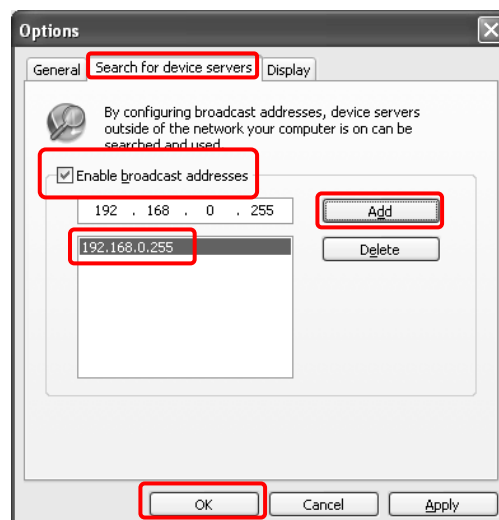 Options
General Search for device servers Display
By configuring broadcast addresses, device servers
outside of the network your computer is on can be
searched and used.
Enable broadcast addresses
192 . 168 . 0 . 255 Add
192.168.0.255 Delete
OK Cancel Apply